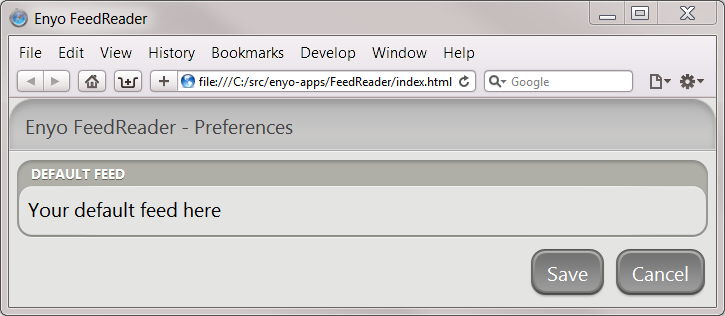 Enyo FeedReader
File Edit View History Bookmarks Develop Window Help
file:///C:/src/enyo-apps/FeedReader/index.html Google
Enyo FeedReader - Preferences
DEFAULT FEED
Your default feed here
Save Cancel